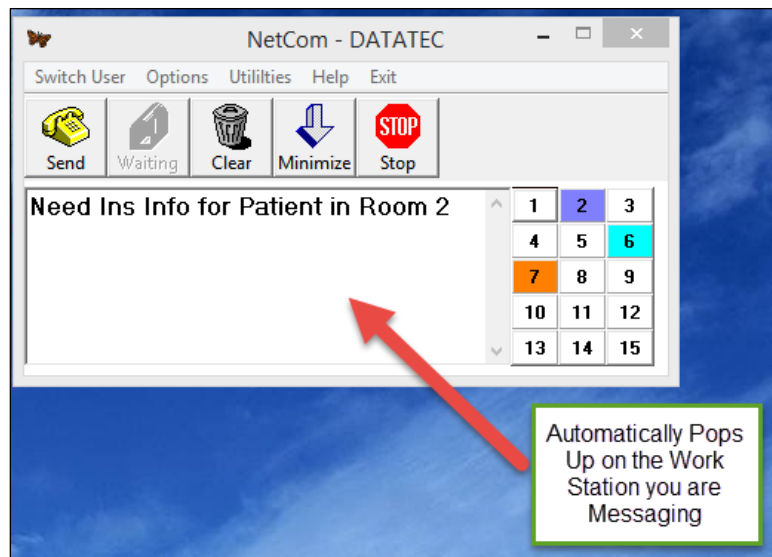 NetCom - DATATEC
Switch User Options Utililties Help Exit
Send Waiting Clear Minimize Stop
STOP
Need Ins Info for Patient in Room 2
1 2 3
4 5 6
7 8 9
10 11 12
13 14 15
Automatically Pops
Up on the Work
Station you are
Messaging